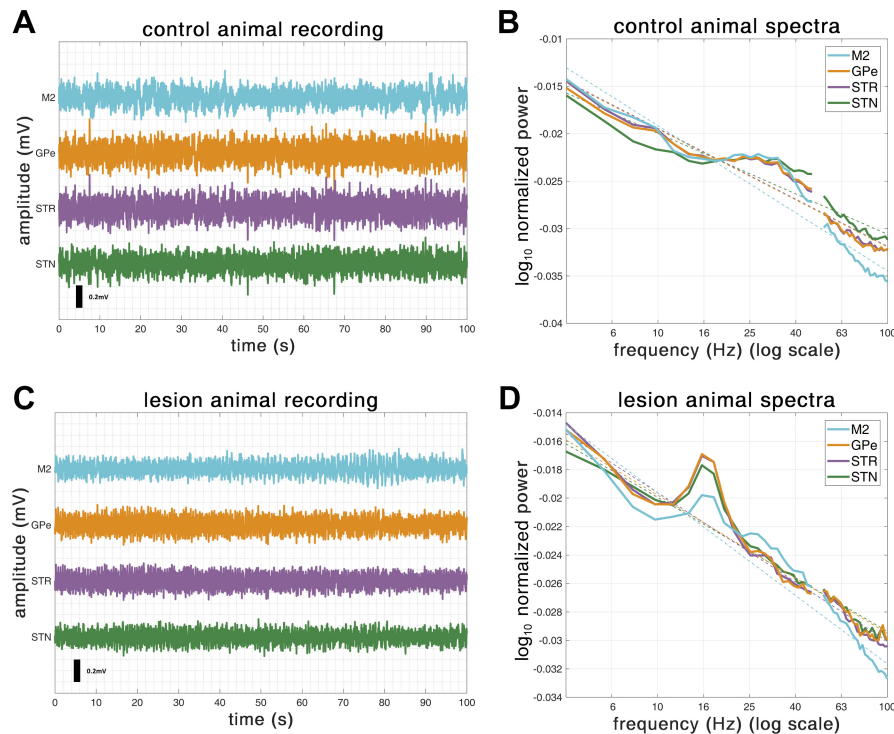 A
control animal recording
amplitude (mV)
M2
GPe
STR
STN
0.2mV
0 10 20 30 40 50 60 70 80 90 100
time (s)
B
control animal spectra
log10 normalized power
-0.01
-0.015
-0.02
-0.025
-0.03
-0.035
-0.04
M2
GPe
STR
STN
6 10 16 25 40 63 100
frequency (Hz) (log scale)
C
lesion animal recording
amplitude (mV)
M2
GPe
STR
STN
0.2mV
0 10 20 30 40 50 60 70 80 90 100
time (s)
D
lesion animal spectra
log10 normalized power
-0.014
-0.016
-0.018
-0.02
-0.022
-0.024
-0.026
-0.028
-0.03
-0.032
-0.034
M2
GPe
STR
STN
6 10 16 25 40 63 100
frequency (Hz) (log scale)